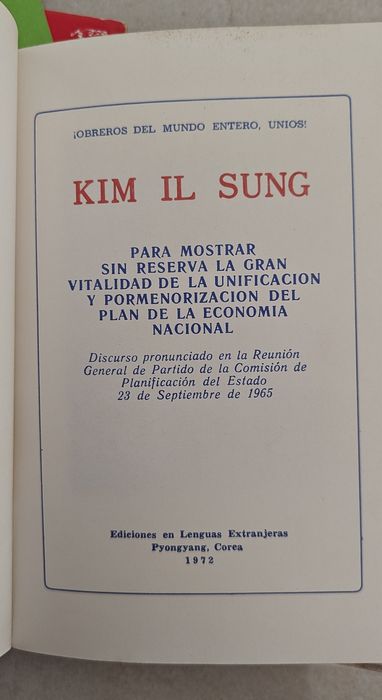 ¡OBREROS DEL MUNDO ENTERO, UNIOS!
KIM IL SUNG
PARA MOSTRAR
SIN RESERVA LA GRAN
VITALIDAD DE LA UNIFICACION
Y PORMENORIZACION DEL
PLAN DE LA ECONOMIA
NACIONAL
Discurso pronunciado en la Reunión
General de Partido de la Comisión de
Planificación del Estado
23 de Septiembre de 1965
Ediciones en Lenguas Extranjeras
Pyongyang, Corea
1972